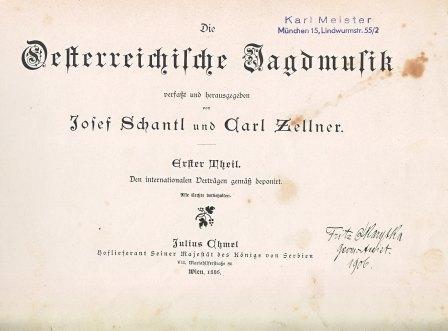 Die
Karl Meister
München 15, Lindwurmstr. 55/2
Oesterreichische Jagdmusik
verfaßt und herausgegeben
von
Josef Schantl und Carl Zellner.
Erster Theil.
Den internationalen Verträgen gemäß deponirt.
Alle Rechte vorbehalten.
Julius Chmel
Hoflieferant Seiner Majestät des Königs von Serbien
VII. Mariahilferstraße
Wien, 1886.
Fritz
1906.